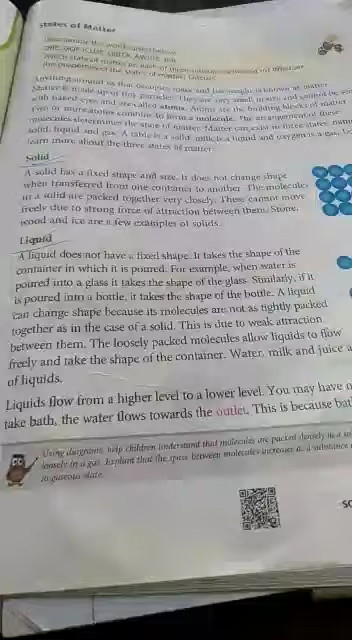 States of Matter
Unscramble the words given below.
Anything around us that occupies space and has weight is known as matter.
Matter is made up of tiny particles. They are very small in size and cannot be
with naked eyes and are called atoms. Atoms are the building blocks of matter
Two or more atoms combine to form a molecule. The arrangement of these
molecules determines the state of matter. Matter can exist in three states
solid, liquid and gas. A table is a solid, milk is a liquid and oxygen is a gas.
learn more about the three states of matter.
Solid
A solid has a fixed shape and size. It does not change shape
when transferred from one container to another. The molecules
in a solid are packed together very closely. These cannot move
freely due to strong force of attraction between them. Stone,
wood and ice are a few examples of solids.
Liquid
A liquid does not have a fixed shape. It takes the shape of the
container in which it is poured. For example, when water is
poured into a glass it takes the shape of the glass. Similarly, if it
is poured into a bottle, it takes the shape of the bottle. A liquid
can change shape because its molecules are not as tightly packed
together as in the case of a solid. This is due to weak attraction
between them. The loosely packed molecules allow liquids to flow
freely and take the shape of the container. Water, milk and juice a
of liquids.
Liquids flow from a higher level to a lower level. You may have o
take bath, the water flows towards the outlet. This is because bat
Using diagrams, help children understand that molecules are packed densely in a so
loosely in a gas. Explain that the space between molecules increases as a substance
to gaseous state.